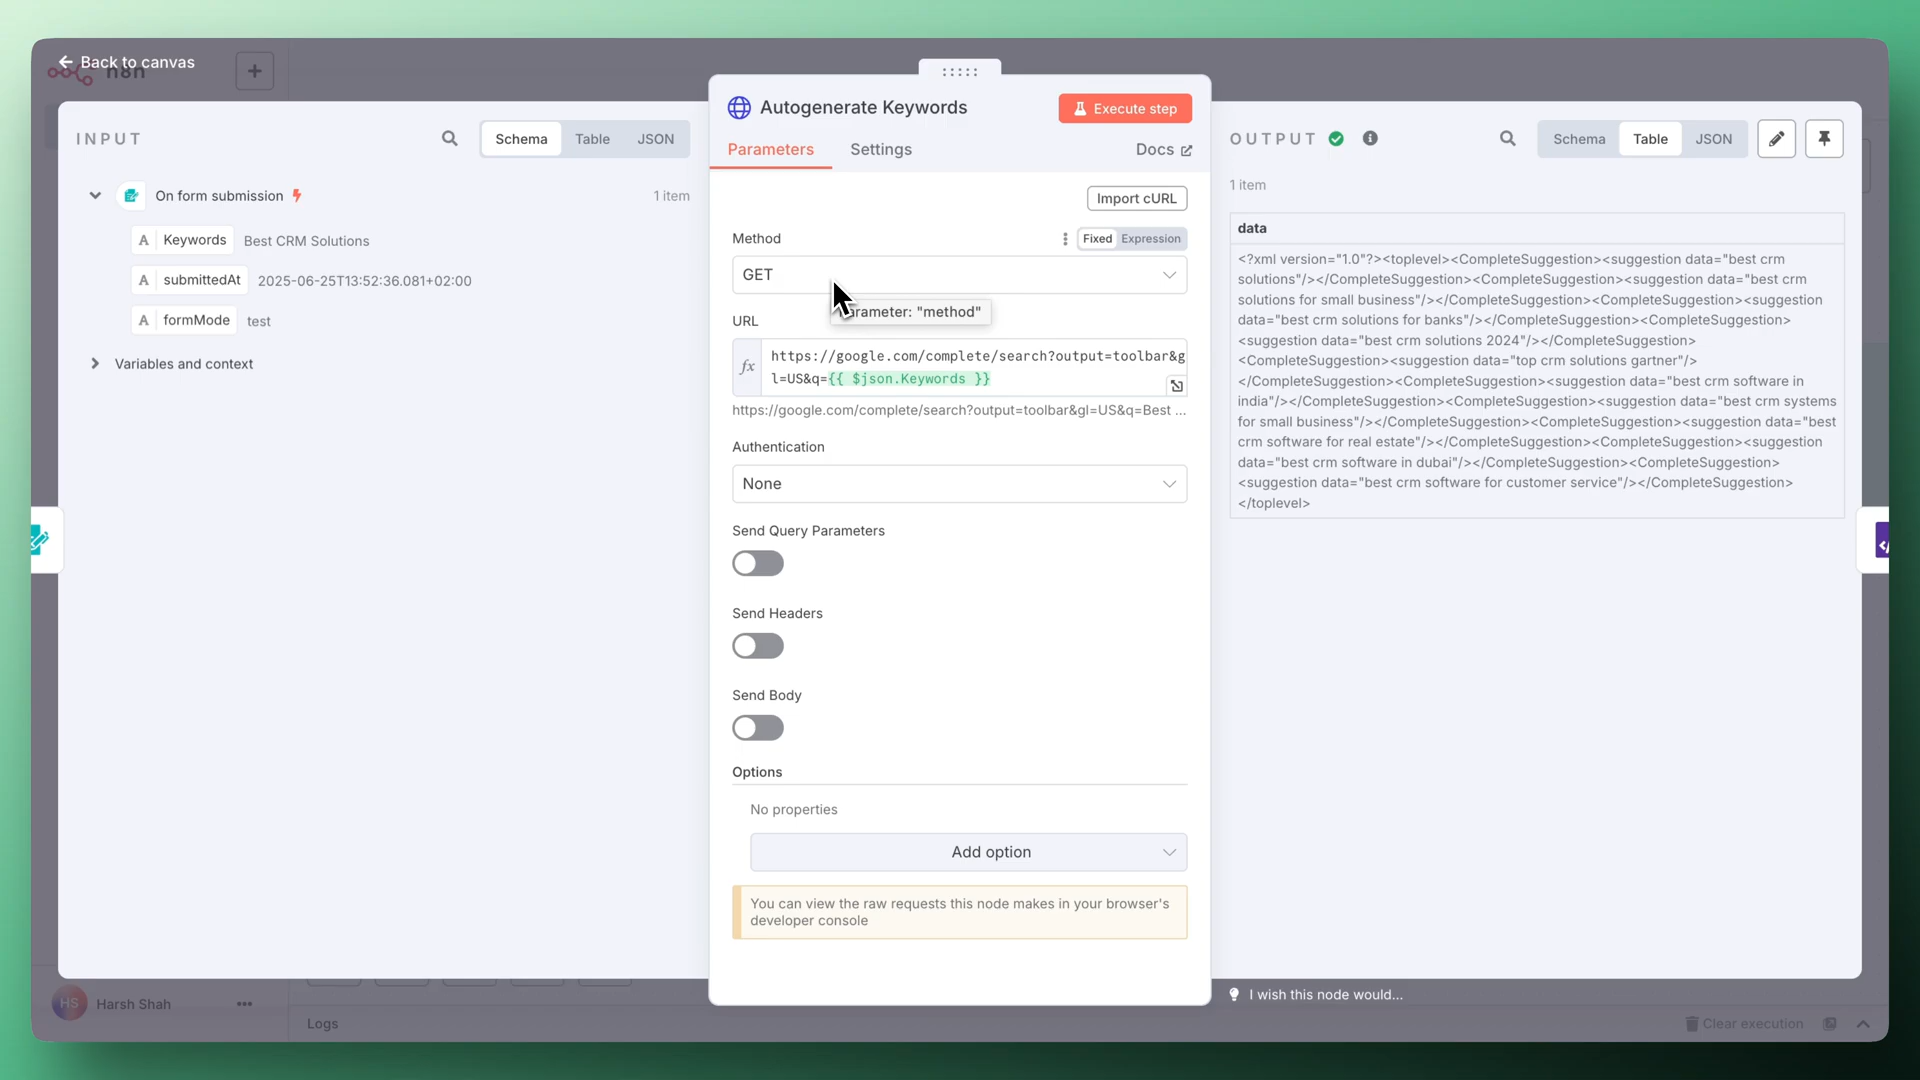 Back to canvas
n8n
INPUT
Schema
Table
JSON
On form submission
1 item
A Keywords Best CRM Solutions
A submittedAt 2025-06-25T13:52:36.081+02:00
A formMode test
Variables and context
Autogenerate Keywords
Execute step
Parameters
Settings
Docs
Import cURL
Method
Fixed Expression
GET
arameter: "method"
URL
fx
https://google.com/complete/search?output=toolbar&g
l=US&q={{ $json.Keywords }}
https://google.com/complete/search?output=toolbar&gl=US&q=Best ...
Authentication
None
Send Query Parameters
Send Headers
Send Body
Options
No properties
Add option
You can view the raw requests this node makes in your browser's
developer console
OUTPUT
Schema
Table
JSON
1 item
data
<?xml version="1.0"?><toplevel><CompleteSuggestion><suggestion data="best crm
solutions"/></CompleteSuggestion><CompleteSuggestion><suggestion data="best crm
solutions for small business"/></CompleteSuggestion><CompleteSuggestion><suggestion
data="best crm solutions for banks"/></CompleteSuggestion><CompleteSuggestion>
<suggestion data="best crm solutions 2024"/></CompleteSuggestion>
<CompleteSuggestion><suggestion data="top crm solutions gartner"/>
</CompleteSuggestion><CompleteSuggestion><suggestion data="best crm software in
india"/></CompleteSuggestion><CompleteSuggestion><suggestion data="best crm systems
for small business"/></CompleteSuggestion><CompleteSuggestion><suggestion data="best
crm software for real estate"/></CompleteSuggestion><CompleteSuggestion><suggestion
data="best crm software in dubai"/></CompleteSuggestion><CompleteSuggestion>
<suggestion data="best crm software for customer service"/></CompleteSuggestion>
</toplevel>
I wish this node would...
HS Harsh Shah
Logs
Clear execution